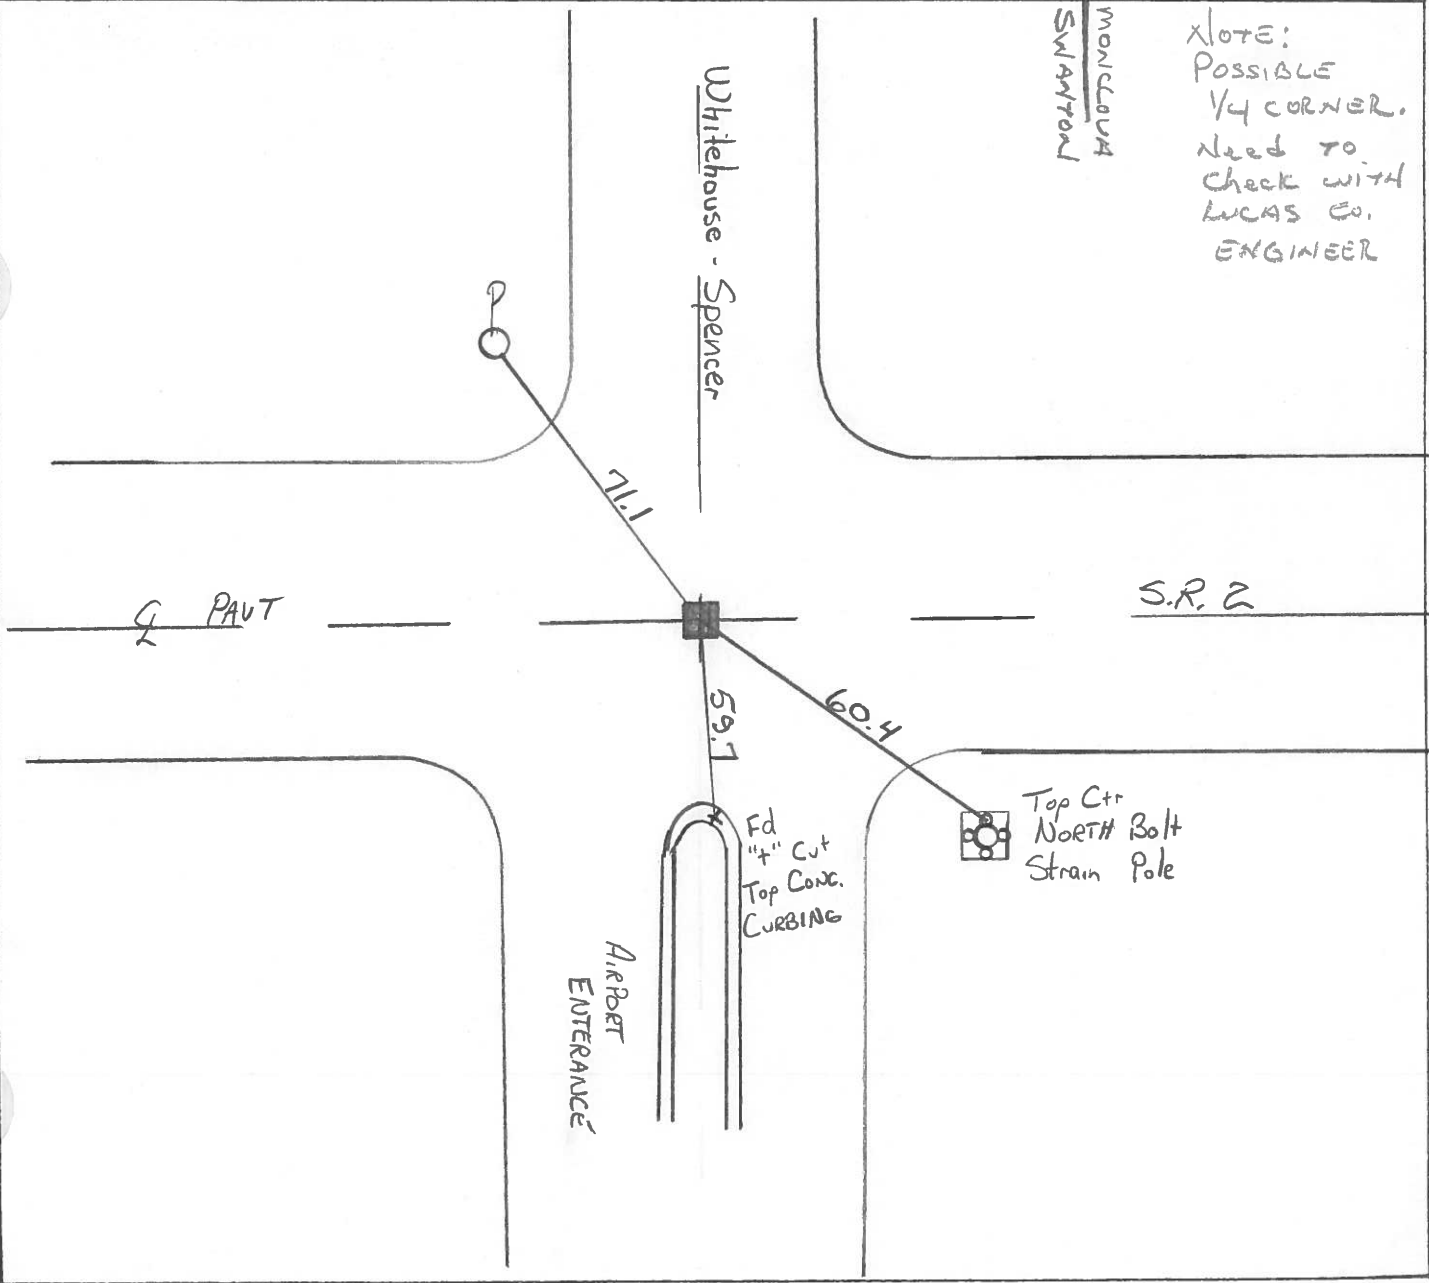 MONCLOVA
SWANTON
NOTE:
POSSIBLE
1/4 CORNER.
Need TO
Check WITH
LUCAS CO.
ENGINEER
Whitehouse - Spencer
P
71.1
℄ PAVT
S.R. 2
59.7
60.4
Fd
"+" Cut
Top CONC.
CURBING
Top Ctr
NORTH Bolt
Strain Pole
AIRPORT
ENTERANCE